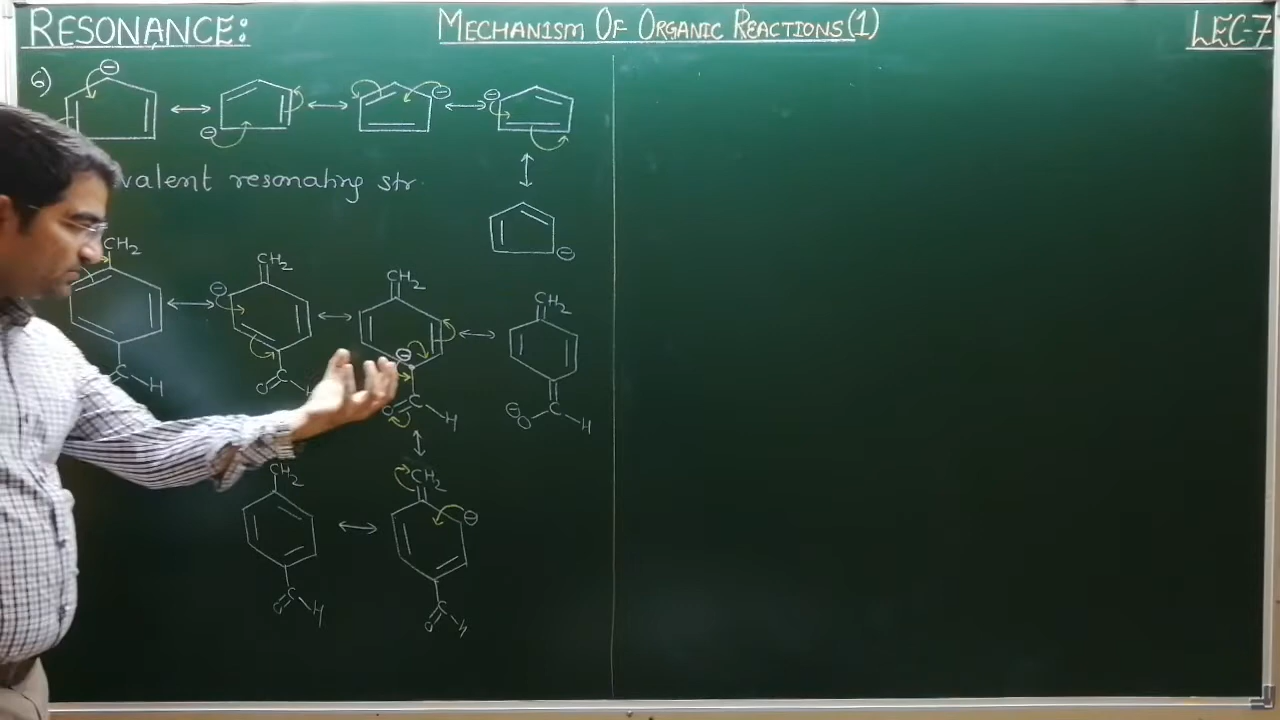 RESONANCE:
MECHANISM OF ORGANIC REACTIONS(1)
LEC-7
6) ⊖
⊖ ⊖ ⊖
valent resonating str.
⊖
CH2 CH2 CH2 CH2
⊖ ⊖
C H
O C
O C H
⊖O C H
CH2 CH2
⊖
O C H
O C H